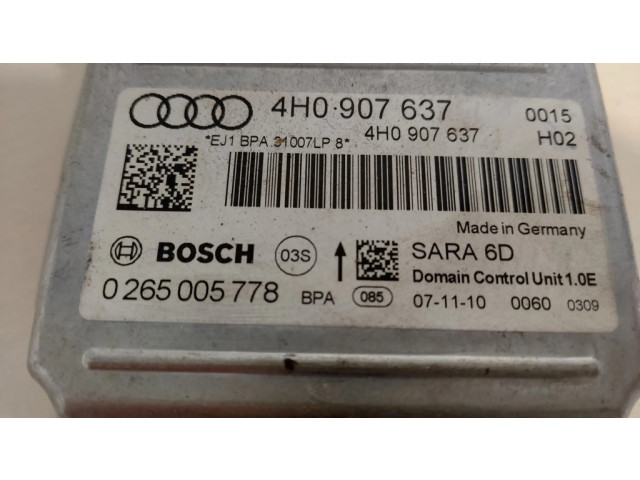 4H0 907 637 0015
4H0 907 637 H02
*EJ1 BPA 31007LP 8*
Made in Germany
BOSCH 03S SARA 6D
Domain Control Unit 1.0E
0 265 005 778 BPA 085 07-11-10 0060 0309